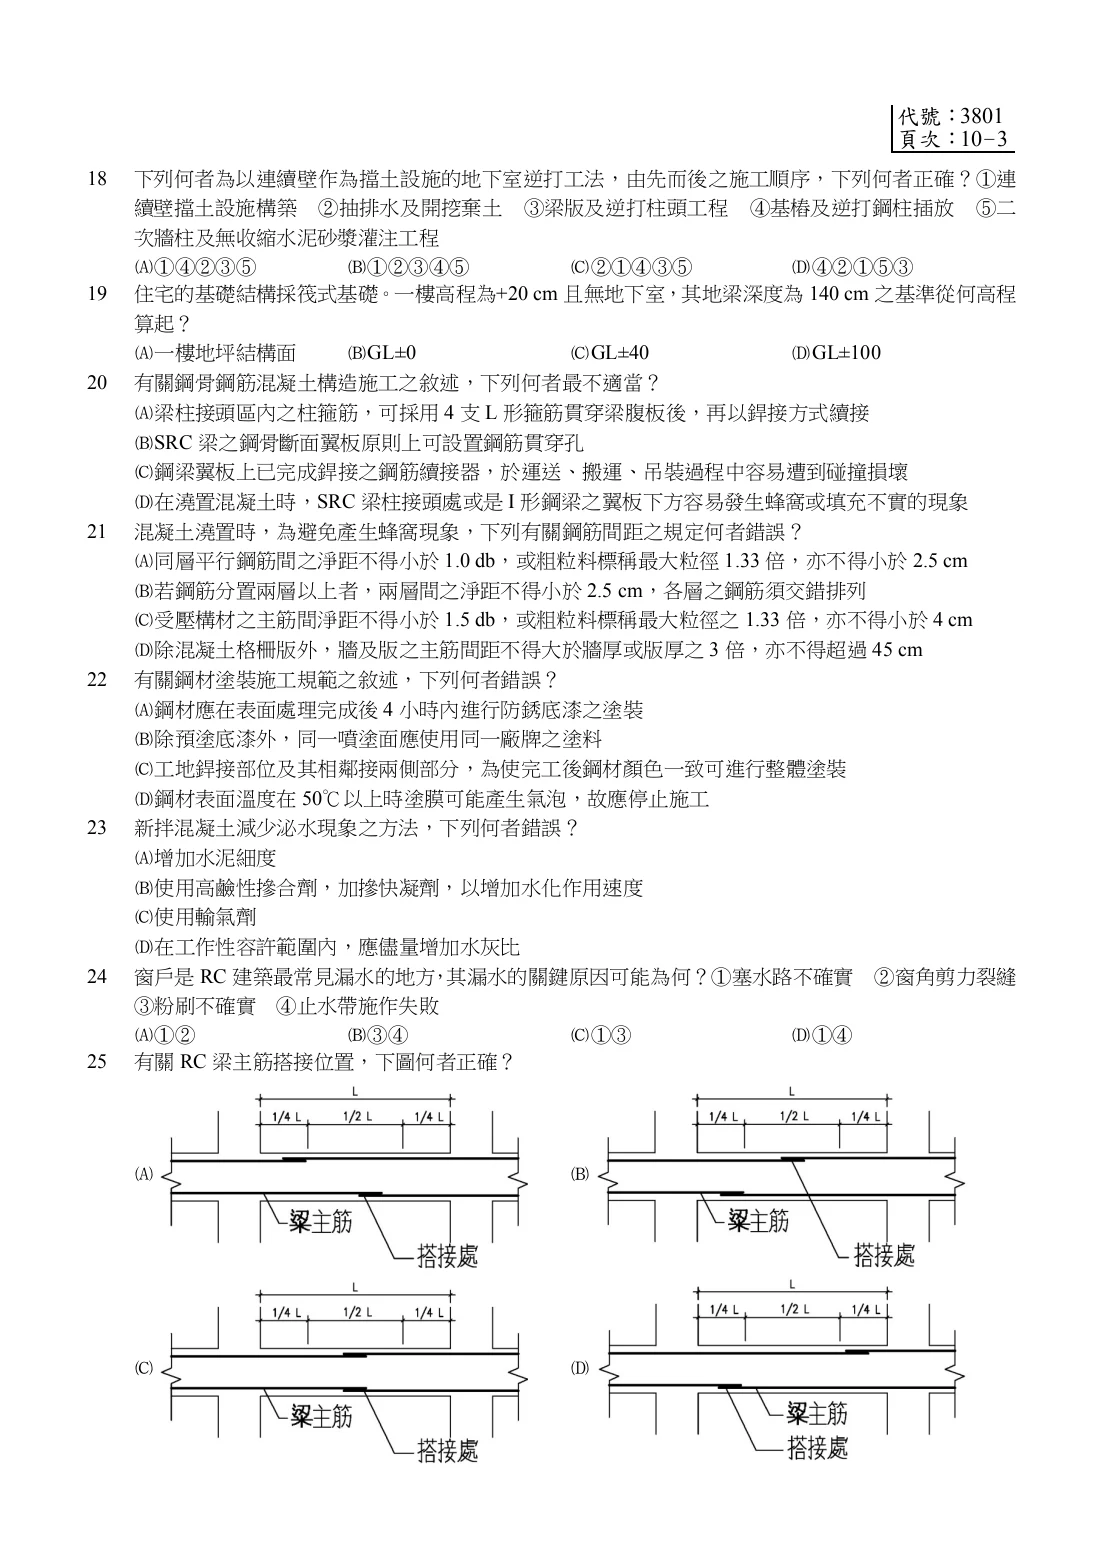 代號：3801
頁次：10-3
18 下列何者為以連續壁作為擋土設施的地下室逆打工法，由先而後之施工順序，下列何者正確？①連
續壁擋土設施構築 ②抽排水及開挖棄土 ③梁版及逆打柱頭工程 ④基樁及逆打鋼柱插放 ⑤二
次牆柱及無收縮水泥砂漿灌注工程
(A)①④②③⑤ (B)①②③④⑤ (C)②①④③⑤ (D)④②①⑤③
19 住宅的基礎結構採筏式基礎。一樓高程為+20 cm 且無地下室，其地梁深度為 140 cm 之基準從何高程
算起？
(A)一樓地坪結構面 (B)GL±0 (C)GL±40 (D)GL±100
20 有關鋼骨鋼筋混凝土構造施工之敘述，下列何者最不適當？
(A)梁柱接頭區內之柱箍筋，可採用 4 支 L 形箍筋貫穿梁腹板後，再以銲接方式續接
(B)SRC 梁之鋼骨斷面翼板原則上可設置鋼筋貫穿孔
(C)鋼梁翼板上已完成銲接之鋼筋續接器，於運送、搬運、吊裝過程中容易遭到碰撞損壞
(D)在澆置混凝土時，SRC 梁柱接頭處或是 I 形鋼梁之翼板下方容易發生蜂窩或填充不實的現象
21 混凝土澆置時，為避免產生蜂窩現象，下列有關鋼筋間距之規定何者錯誤？
(A)同層平行鋼筋間之淨距不得小於 1.0 db，或粗粒料標稱最大粒徑 1.33 倍，亦不得小於 2.5 cm
(B)若鋼筋分置兩層以上者，兩層間之淨距不得小於 2.5 cm，各層之鋼筋須交錯排列
(C)受壓構材之主筋間淨距不得小於 1.5 db，或粗粒料標稱最大粒徑之 1.33 倍，亦不得小於 4 cm
(D)除混凝土格柵版外，牆及版之主筋間距不得大於牆厚或版厚之 3 倍，亦不得超過 45 cm
22 有關鋼材塗裝施工規範之敘述，下列何者錯誤？
(A)鋼材應在表面處理完成後 4 小時內進行防銹底漆之塗裝
(B)除預塗底漆外，同一噴塗面應使用同一廠牌之塗料
(C)工地銲接部位及其相鄰接兩側部分，為使完工後鋼材顏色一致可進行整體塗裝
(D)鋼材表面溫度在 50℃以上時塗膜可能產生氣泡，故應停止施工
23 新拌混凝土減少泌水現象之方法，下列何者錯誤？
(A)增加水泥細度
(B)使用高鹼性摻合劑，加摻快凝劑，以增加水化作用速度
(C)使用輸氣劑
(D)在工作性容許範圍內，應儘量增加水灰比
24 窗戶是 RC 建築最常見漏水的地方，其漏水的關鍵原因可能為何？①塞水路不確實 ②窗角剪力裂縫
③粉刷不確實 ④止水帶施作失敗
(A)①② (B)③④ (C)①③ (D)①④
25 有關 RC 梁主筋搭接位置，下圖何者正確？
L L
1/4 L 1/2 L 1/4 L 1/4 L 1/2 L 1/4 L
(A) (B)
梁主筋 梁主筋
搭接處 搭接處
L L
1/4 L 1/2 L 1/4 L 1/4 L 1/2 L 1/4 L
(C) (D)
梁主筋 梁主筋
搭接處 搭接處